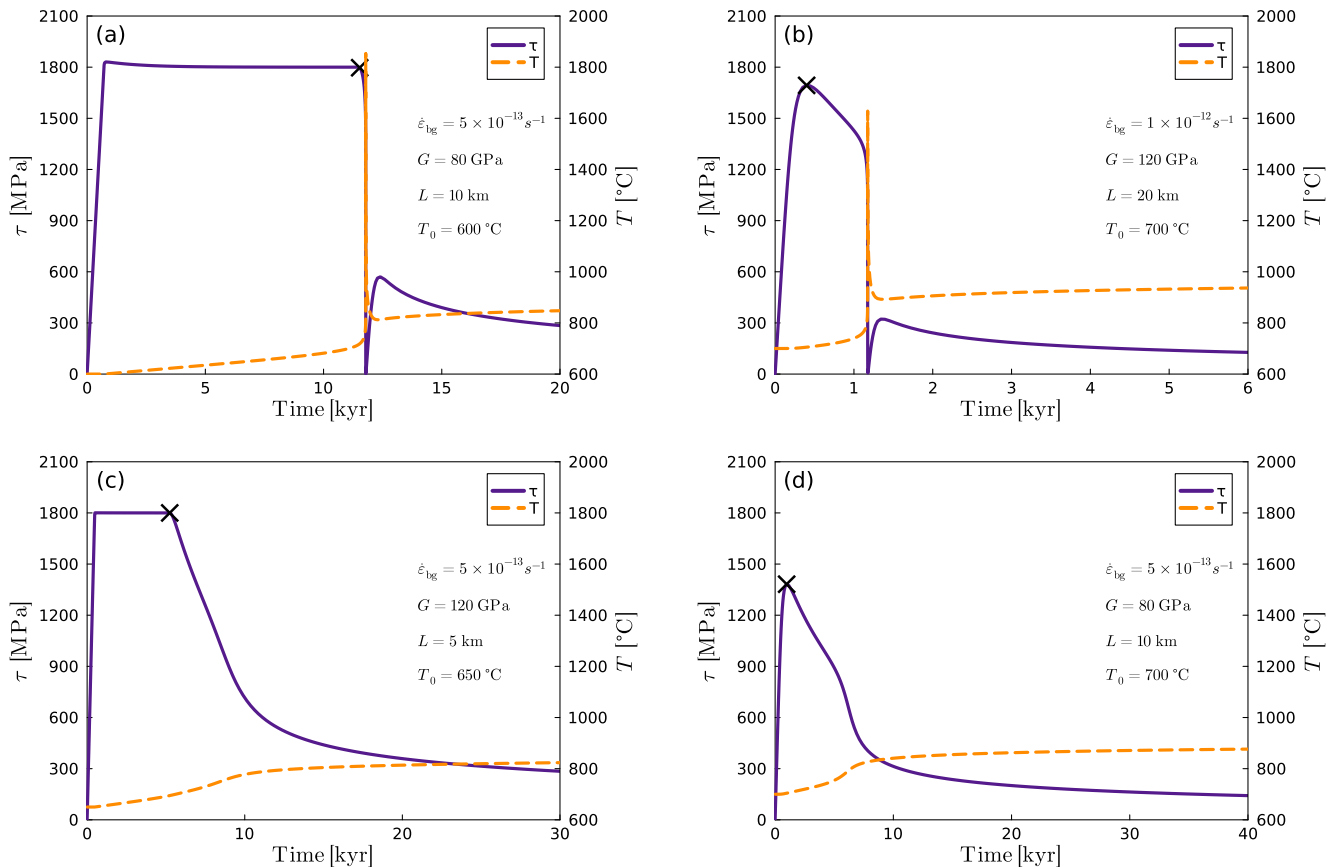 (a)
τ
T
ε̇bg = 5 × 10⁻¹³s⁻¹
G = 80 GPa
L = 10 km
T₀ = 600 °C
2100
1800
1500
1200
900
600
300
0
τ [MPa]
2000
1800
1600
1400
1200
1000
800
600
T [°C]
0 5 10 15 20
Time [kyr]
(b)
τ
T
ε̇bg = 1 × 10⁻¹²s⁻¹
G = 120 GPa
L = 20 km
T₀ = 700 °C
2100
1800
1500
1200
900
600
300
0
τ [MPa]
2000
1800
1600
1400
1200
1000
800
600
T [°C]
0 1 2 3 4 5 6
Time [kyr]
(c)
τ
T
ε̇bg = 5 × 10⁻¹³s⁻¹
G = 120 GPa
L = 5 km
T₀ = 650 °C
2100
1800
1500
1200
900
600
300
0
τ [MPa]
2000
1800
1600
1400
1200
1000
800
600
T [°C]
0 10 20 30
Time [kyr]
(d)
τ
T
ε̇bg = 5 × 10⁻¹³s⁻¹
G = 80 GPa
L = 10 km
T₀ = 700 °C
2100
1800
1500
1200
900
600
300
0
τ [MPa]
2000
1800
1600
1400
1200
1000
800
600
T [°C]
0 10 20 30 40
Time [kyr]